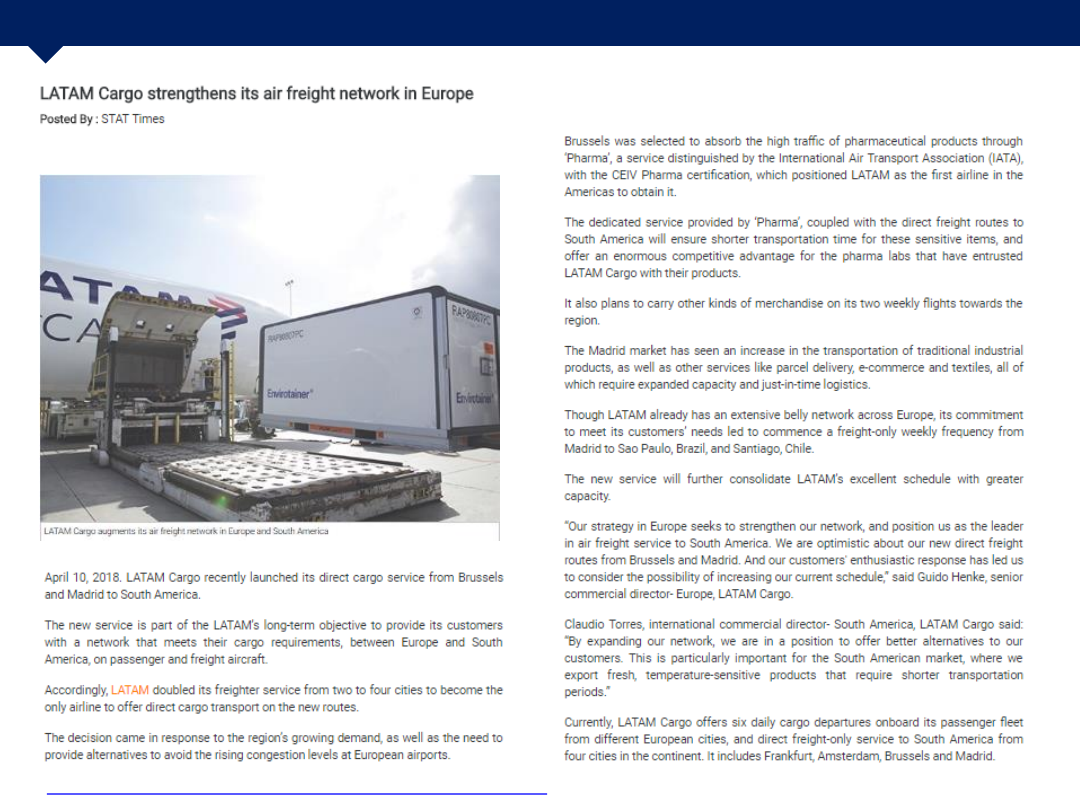 LATAM Cargo strengthens its air freight network in Europe
Posted By : STAT Times
ATAM
CA
RAP80807PC
RAP80807PC
Envirotainer®
Envirotainer
LATAM Cargo augments its air freight network in Europe and South America
April 10, 2018. LATAM Cargo recently launched its direct cargo service from Brussels
and Madrid to South America.
The new service is part of the LATAM's long-term objective to provide its customers
with a network that meets their cargo requirements, between Europe and South
America, on passenger and freight aircraft.
Accordingly, LATAM doubled its freighter service from two to four cities to become the
only airline to offer direct cargo transport on the new routes.
The decision came in response to the region's growing demand, as well as the need to
provide alternatives to avoid the rising congestion levels at European airports.
Brussels was selected to absorb the high traffic of pharmaceutical products through
'Pharma', a service distinguished by the International Air Transport Association (IATA),
with the CEIV Pharma certification, which positioned LATAM as the first airline in the
Americas to obtain it.
The dedicated service provided by 'Pharma', coupled with the direct freight routes to
South America will ensure shorter transportation time for these sensitive items, and
offer an enormous competitive advantage for the pharma labs that have entrusted
LATAM Cargo with their products.
It also plans to carry other kinds of merchandise on its two weekly flights towards the
region.
The Madrid market has seen an increase in the transportation of traditional industrial
products, as well as other services like parcel delivery, e-commerce and textiles, all of
which require expanded capacity and just-in-time logistics.
Though LATAM already has an extensive belly network across Europe, its commitment
to meet its customers' needs led to commence a freight-only weekly frequency from
Madrid to Sao Paulo, Brazil, and Santiago, Chile.
The new service will further consolidate LATAM's excellent schedule with greater
capacity.
"Our strategy in Europe seeks to strengthen our network, and position us as the leader
in air freight service to South America. We are optimistic about our new direct freight
routes from Brussels and Madrid. And our customers' enthusiastic response has led us
to consider the possibility of increasing our current schedule," said Guido Henke, senior
commercial director- Europe, LATAM Cargo.
Claudio Torres, international commercial director- South America, LATAM Cargo said:
"By expanding our network, we are in a position to offer better alternatives to our
customers. This is particularly important for the South American market, where we
export fresh, temperature-sensitive products that require shorter transportation
periods."
Currently, LATAM Cargo offers six daily cargo departures onboard its passenger fleet
from different European cities, and direct freight-only service to South America from
four cities in the continent. It includes Frankfurt, Amsterdam, Brussels and Madrid.